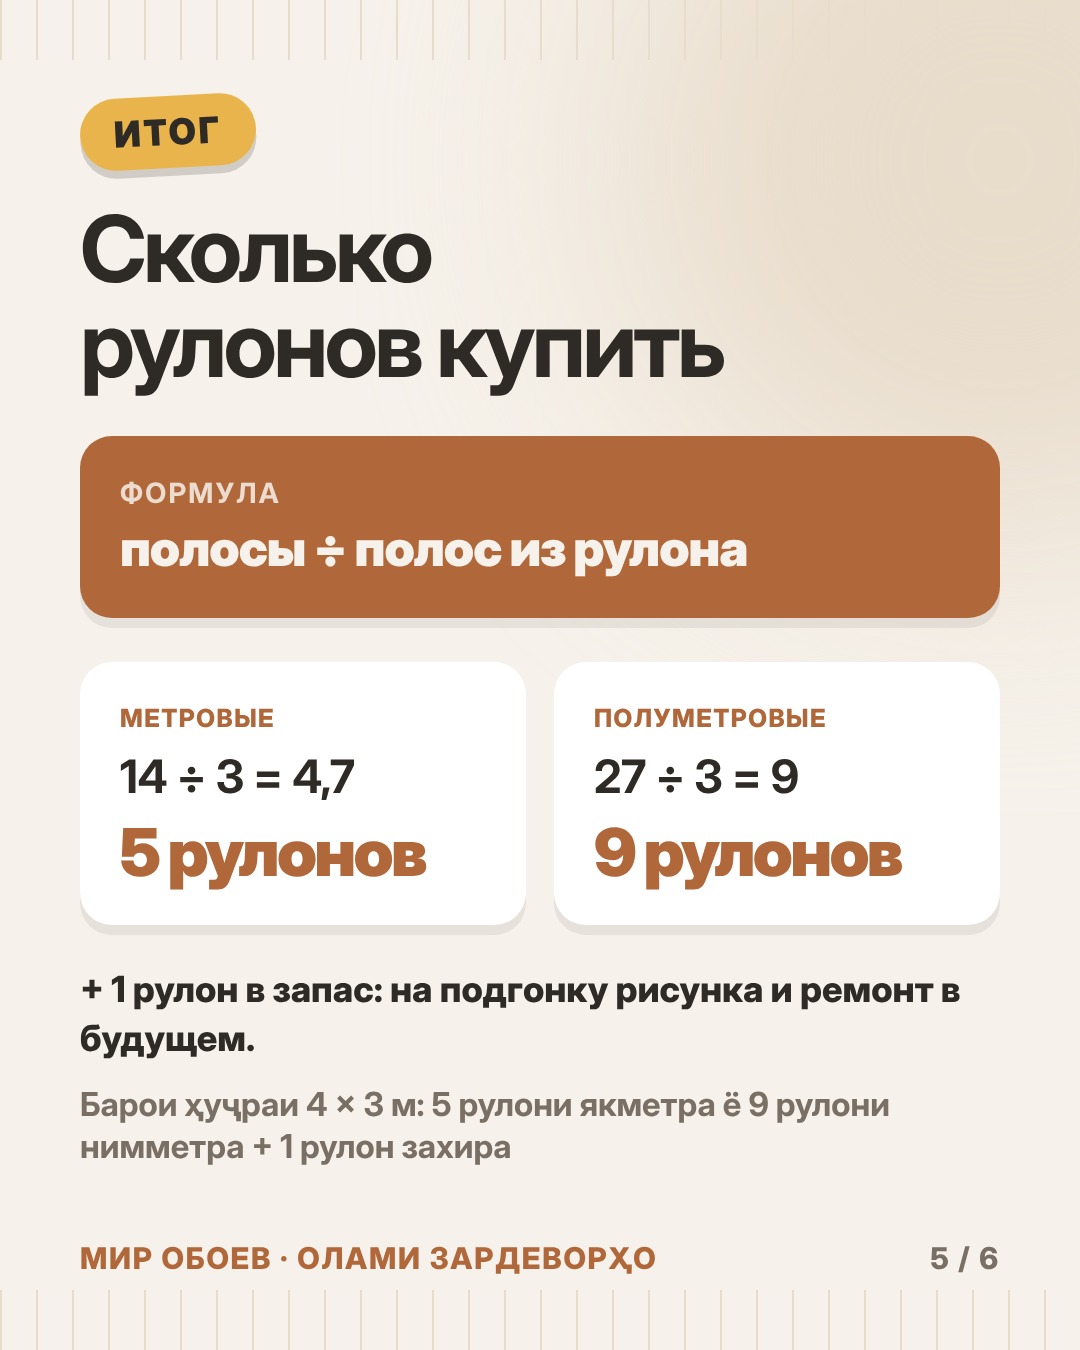 ИТОГ
Сколько
рулонов купить
ФОРМУЛА
полосы ÷ полос из рулона
МЕТРОВЫЕ
14 ÷ 3 = 4,7
5 рулонов
ПОЛУМЕТРОВЫЕ
27 ÷ 3 = 9
9 рулонов
+ 1 рулон в запас: на подгонку рисунка и ремонт в
будущем.
Барои ҳуҷраи 4 × 3 м: 5 рулони якметра ё 9 рулони
нимметра + 1 рулон захира
МИР ОБОЕВ · ОЛАМИ ЗАРДЕВОРҲО
5 / 6